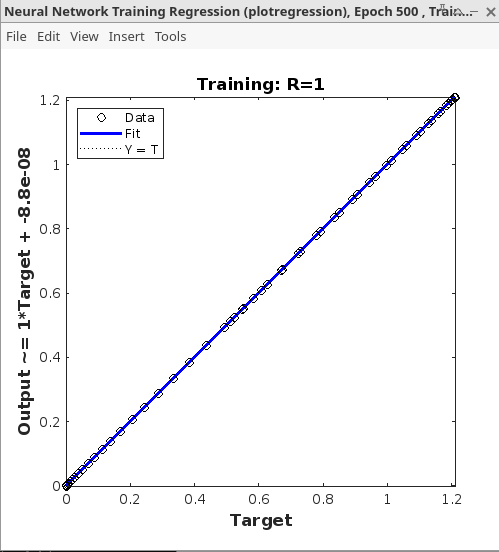 Neural Network Training Regression (plotregression), Epoch 500 , Train...
File Edit View Insert Tools
Training: R=1
Data
Fit
Y = T
Output ~= 1*Target + -8.8e-08
1.2
1
0.8
0.6
0.4
0.2
0
0 0.2 0.4 0.6 0.8 1 1.2
Target